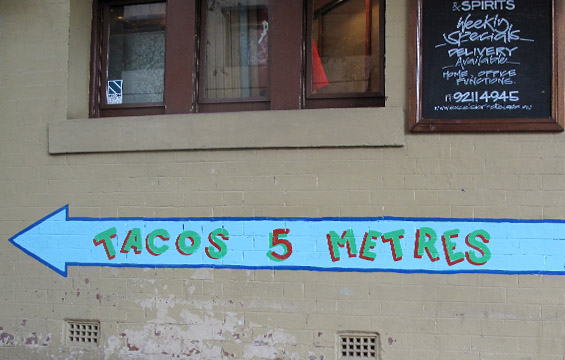 & SPIRITS
Weekly
Specials
DELIVERY
Available
HOME, OFFICE
FUNCTIONS.
92114945
TACOS 5 METRES